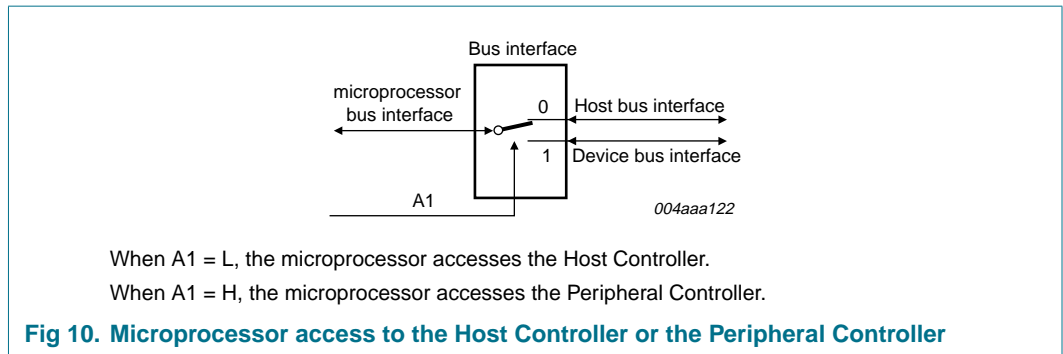 Bus interface
microprocessor
bus interface
0
Host bus interface
1
Device bus interface
A1
004aaa122
When A1 = L, the microprocessor accesses the Host Controller.
When A1 = H, the microprocessor accesses the Peripheral Controller.
Fig 10. Microprocessor access to the Host Controller or the Peripheral Controller